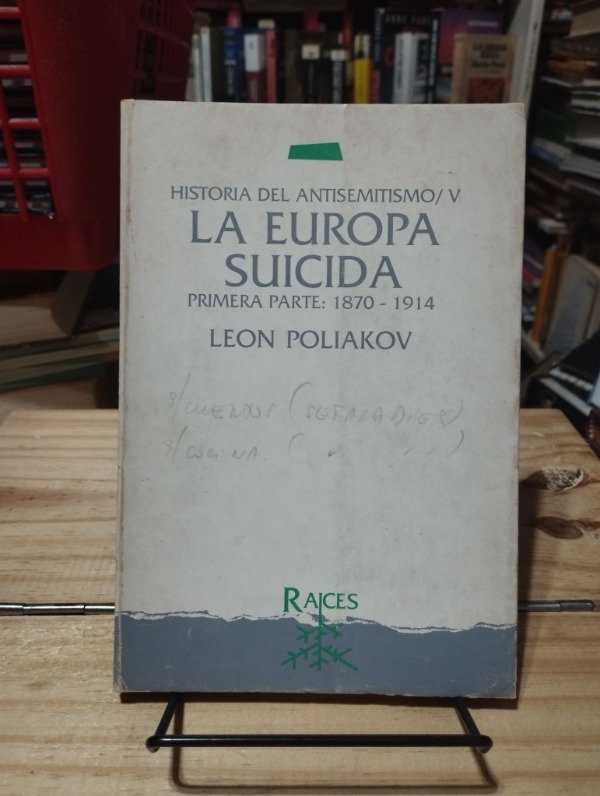 HISTORIA DEL ANTISEMITISMO/ V
LA EUROPA
SUICIDA
PRIMERA PARTE: 1870 - 1914
LEON POLIAKOV
RAICES